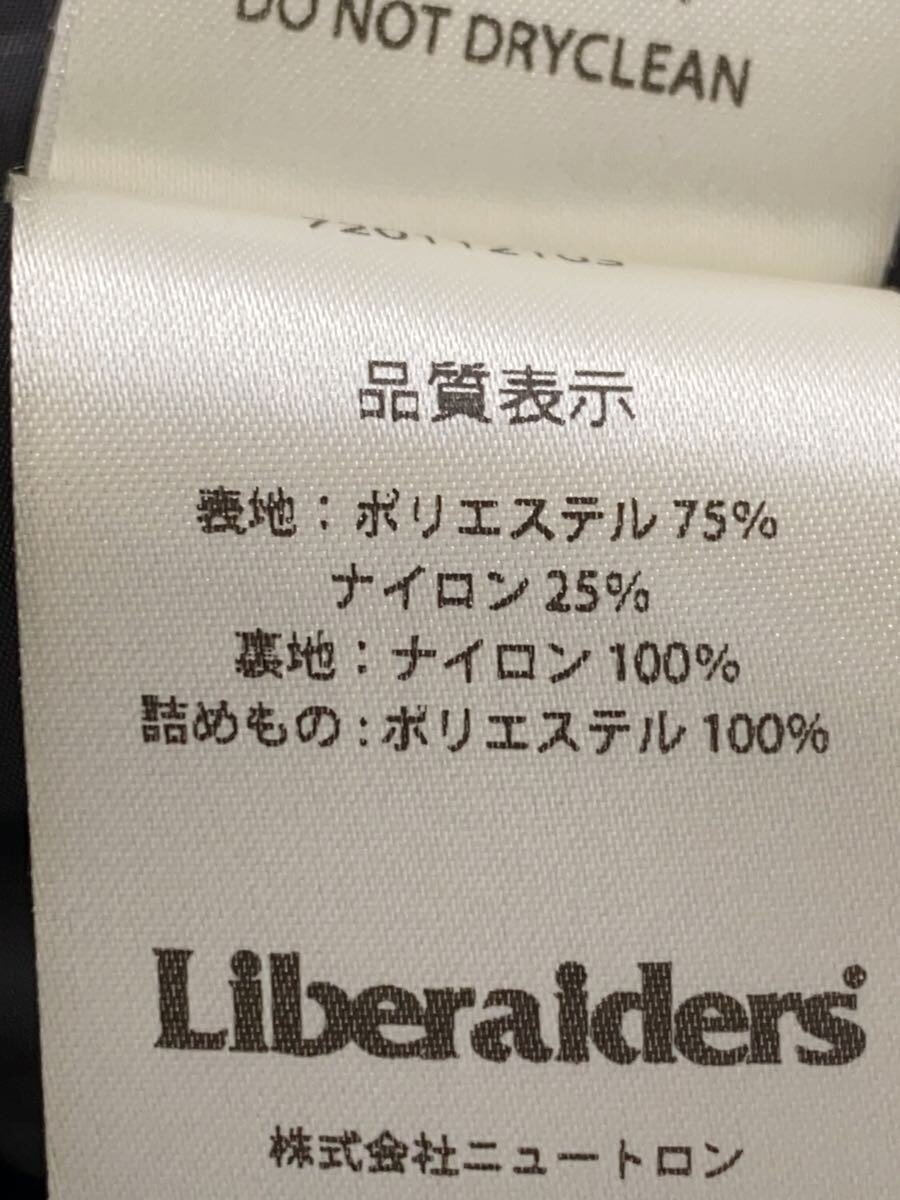 DO NOT DRYCLEAN
品質表示
表地：ポリエステル 75%
ナイロン 25%
裏地：ナイロン 100%
詰めもの：ポリエステル 100%
Liberaiders®
株式会社ニュートロン